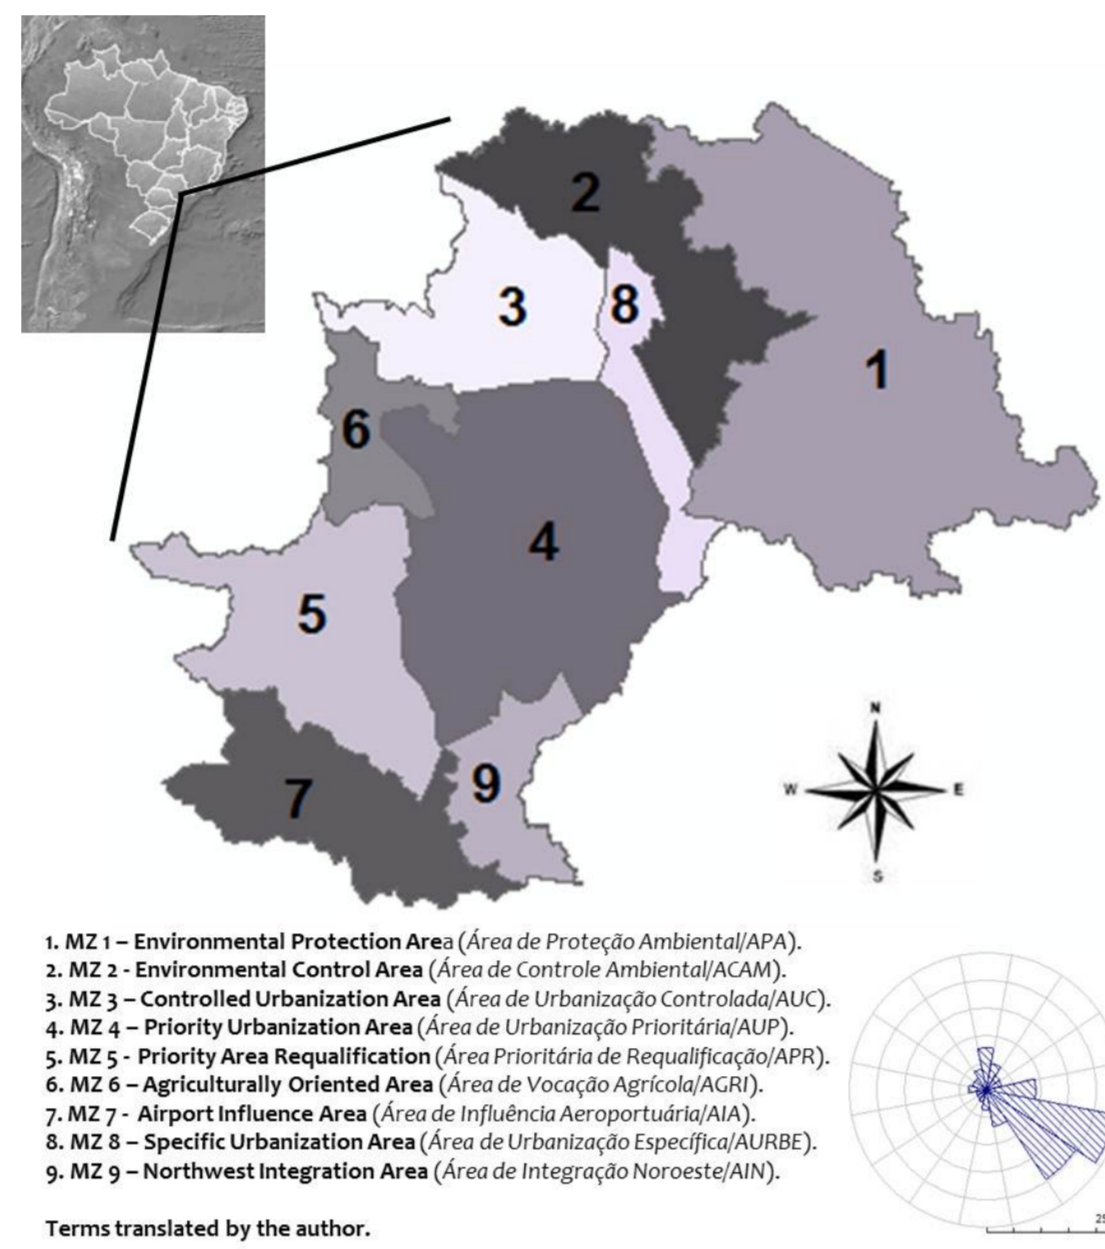 2
3
8
1
6
4
5
7
9
N
W
E
S
1. MZ 1 – Environmental Protection Area (Área de Proteção Ambiental/APA).
2. MZ 2 - Environmental Control Area (Área de Controle Ambiental/ACAM).
3. MZ 3 – Controlled Urbanization Area (Área de Urbanização Controlada/AUC).
4. MZ 4 – Priority Urbanization Area (Área de Urbanização Prioritária/AUP).
5. MZ 5 - Priority Area Requalification (Área Prioritária de Requalificação/APR).
6. MZ 6 – Agriculturally Oriented Area (Área de Vocação Agrícola/AGRI).
7. MZ 7 - Airport Influence Area (Área de Influência Aeroportuária/AIA).
8. MZ 8 – Specific Urbanization Area (Área de Urbanização Específica/AURBE).
9. MZ 9 – Northwest Integration Area (Área de Integração Noroeste/AIN).
Terms translated by the author.